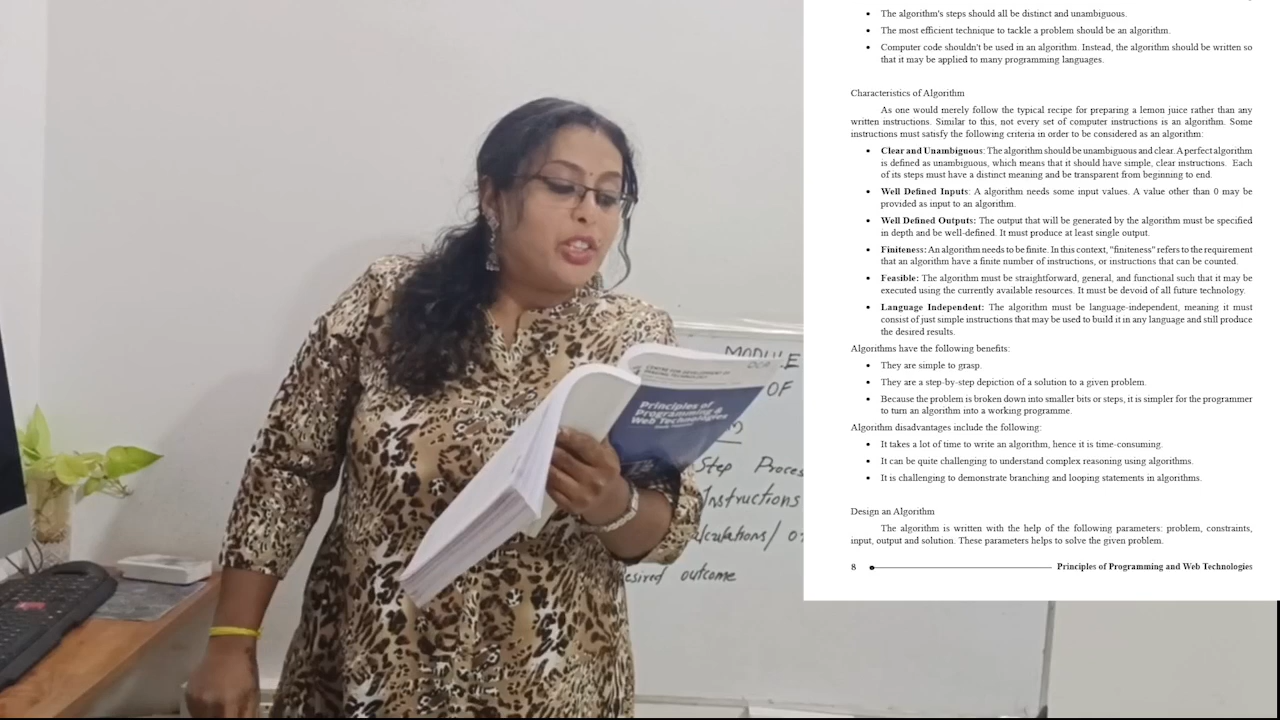 • The algorithm's steps should all be distinct and unambiguous.
• The most efficient technique to tackle a problem should be an algorithm.
• Computer code shouldn't be used in an algorithm. Instead, the algorithm should be written so
that it may be applied to many programming languages.
Characteristics of Algorithm
As one would merely follow the typical recipe for preparing a lemon juice rather than any
written instructions. Similar to this, not every set of computer instructions is an algorithm. Some
instructions must satisfy the following criteria in order to be considered as an algorithm:
• Clear and Unambiguous: The algorithm should be unambiguous and clear. A perfect algorithm
is defined as unambiguous, which means that it should have simple, clear instructions. Each
of its steps must have a distinct meaning and be transparent from beginning to end.
• Well Defined Inputs: A algorithm needs some input values. A value other than 0 may be
provided as input to an algorithm.
• Well Defined Outputs: The output that will be generated by the algorithm must be specified
in depth and be well-defined. It must produce at least single output.
• Finiteness: An algorithm needs to be finite. In this context, "finiteness" refers to the requirement
that an algorithm have a finite number of instructions, or instructions that can be counted.
• Feasible: The algorithm must be straightforward, general, and functional such that it may be
executed using the currently available resources. It must be devoid of all future technology.
• Language Independent: The algorithm must be language-independent, meaning it must
consist of just simple instructions that may be used to build it in any language and still produce
the desired results.
Algorithms have the following benefits:
• They are simple to grasp.
• They are a step-by-step depiction of a solution to a given problem.
• Because the problem is broken down into smaller bits or steps, it is simpler for the programmer
to turn an algorithm into a working programme.
Algorithm disadvantages include the following:
• It takes a lot of time to write an algorithm, hence it is time-consuming.
• It can be quite challenging to understand complex reasoning using algorithms.
• It is challenging to demonstrate branching and looping statements in algorithms.
Design an Algorithm
The algorithm is written with the help of the following parameters: problem, constraints,
input, output and solution. These parameters helps to solve the given problem.
8 Principles of Programming and Web Technologies
MODULE
OF
Step Proces
Instructions
lculations/ o
esired outcome
DCA
Principles of
Programming &
Web Technologies